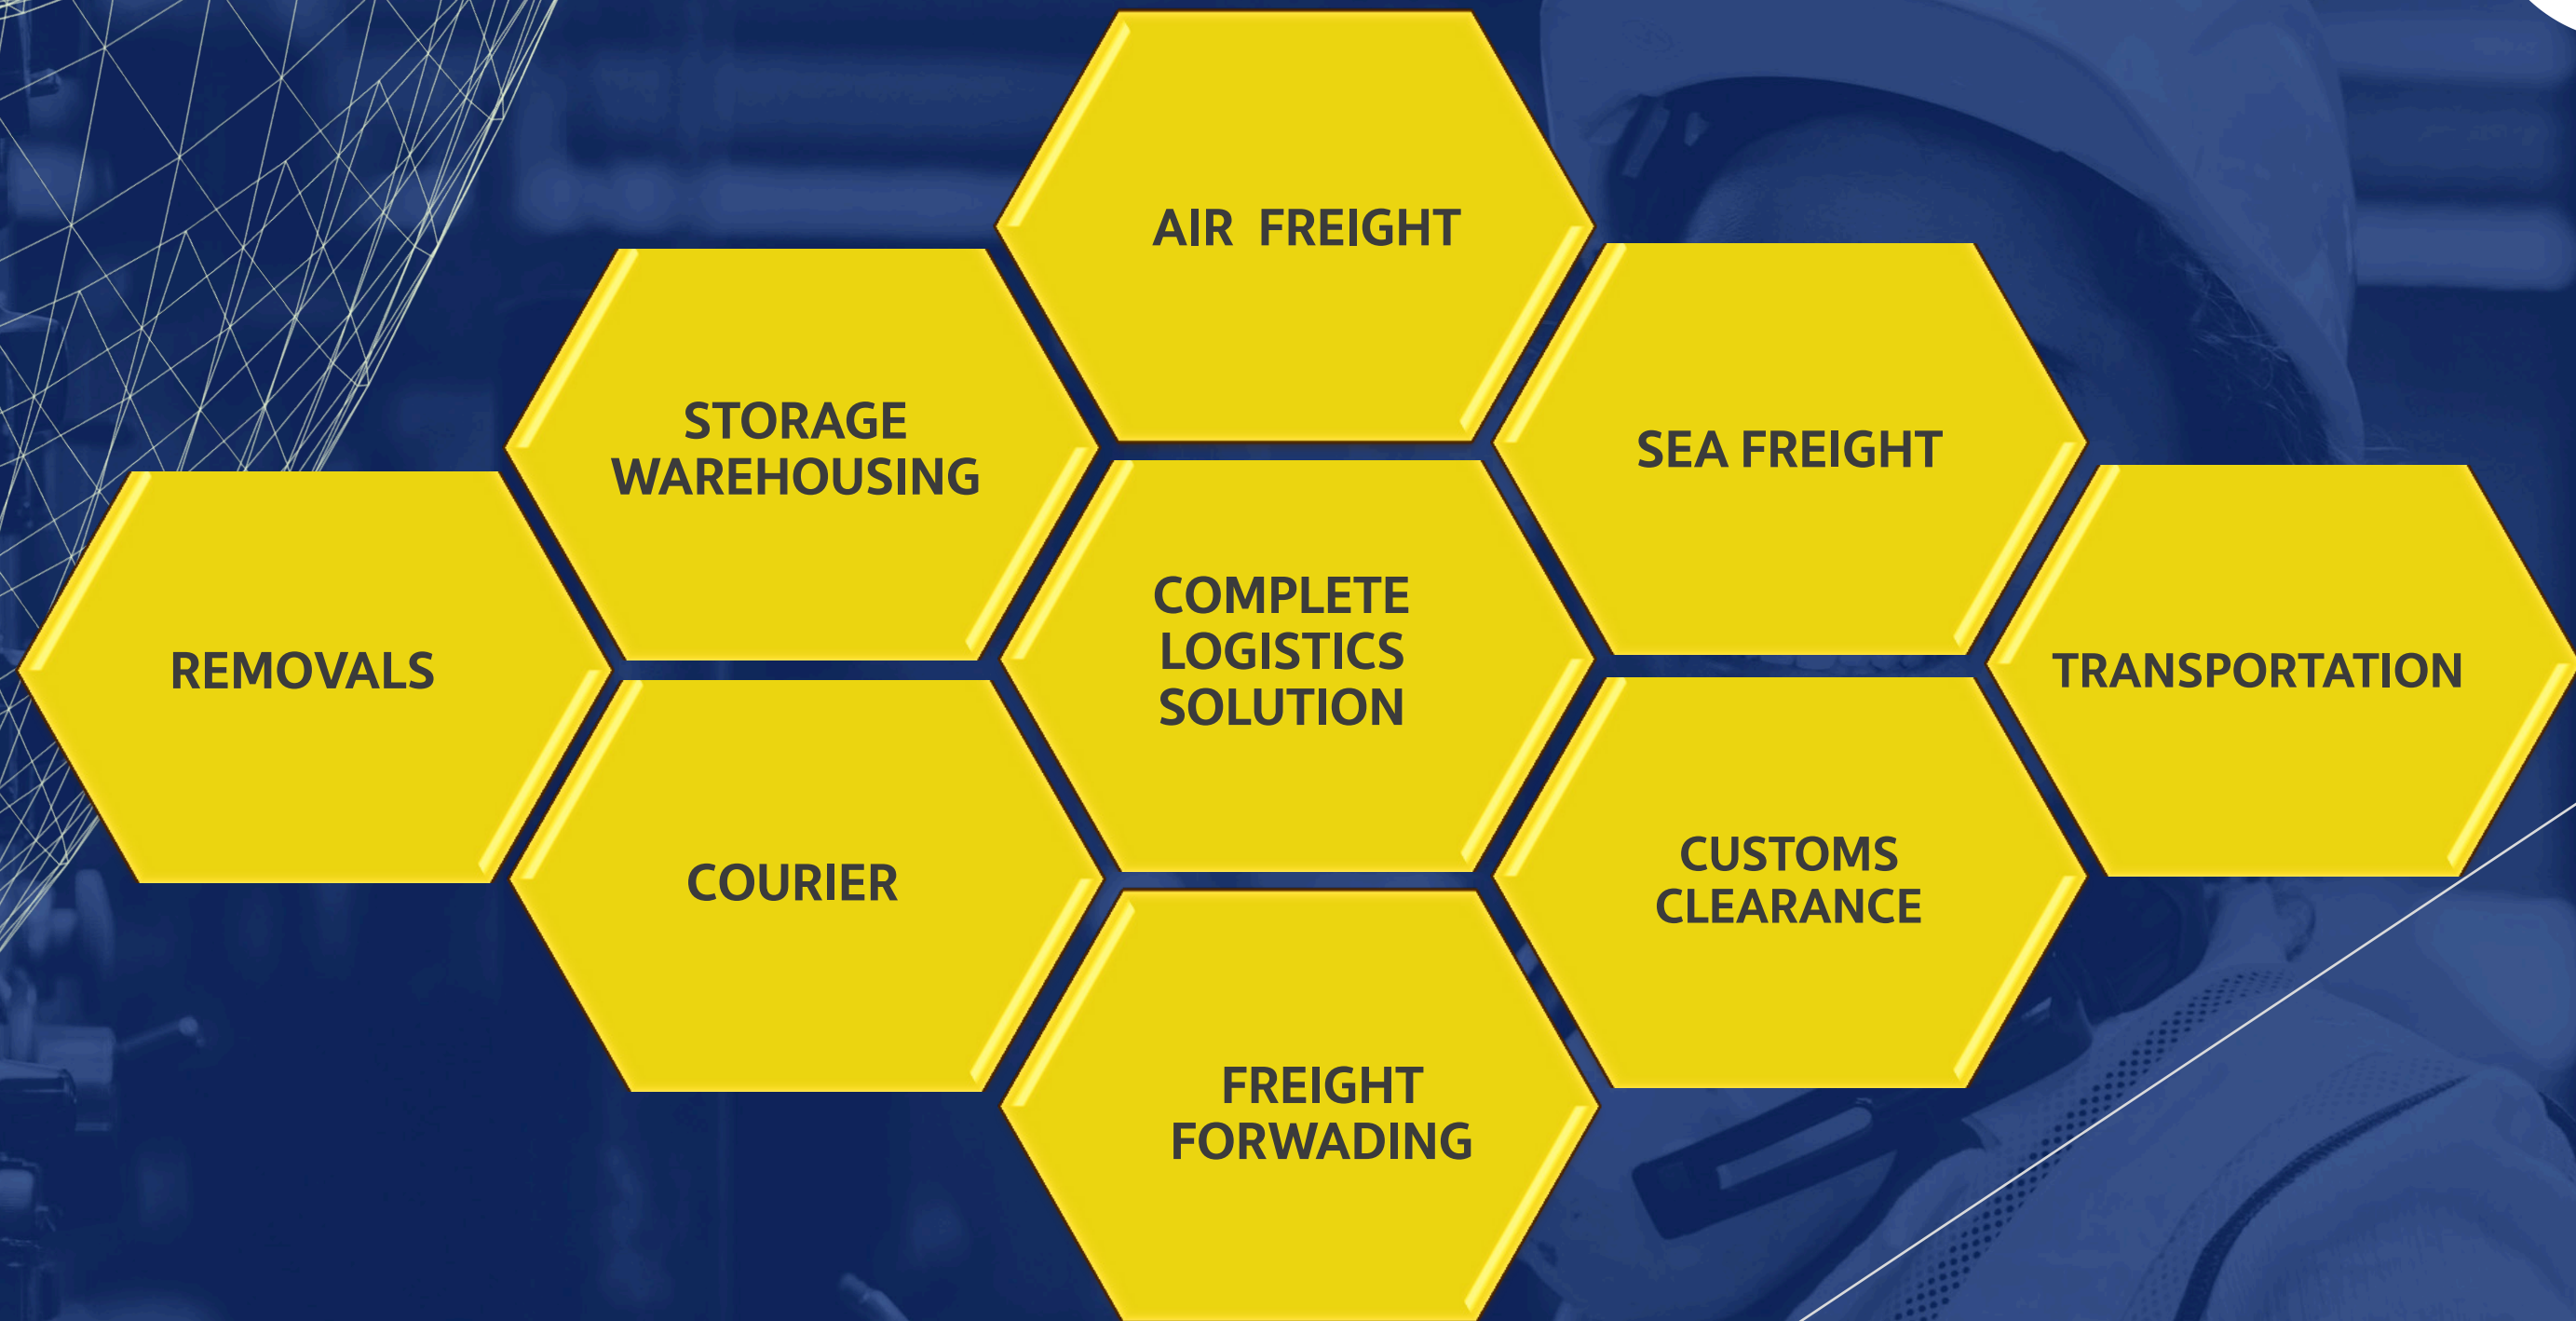 AIR FREIGHT
STORAGE
WAREHOUSING
SEA FREIGHT
REMOVALS
COMPLETE
LOGISTICS
SOLUTION
TRANSPORTATION
COURIER
CUSTOMS
CLEARANCE
FREIGHT
FORWADING